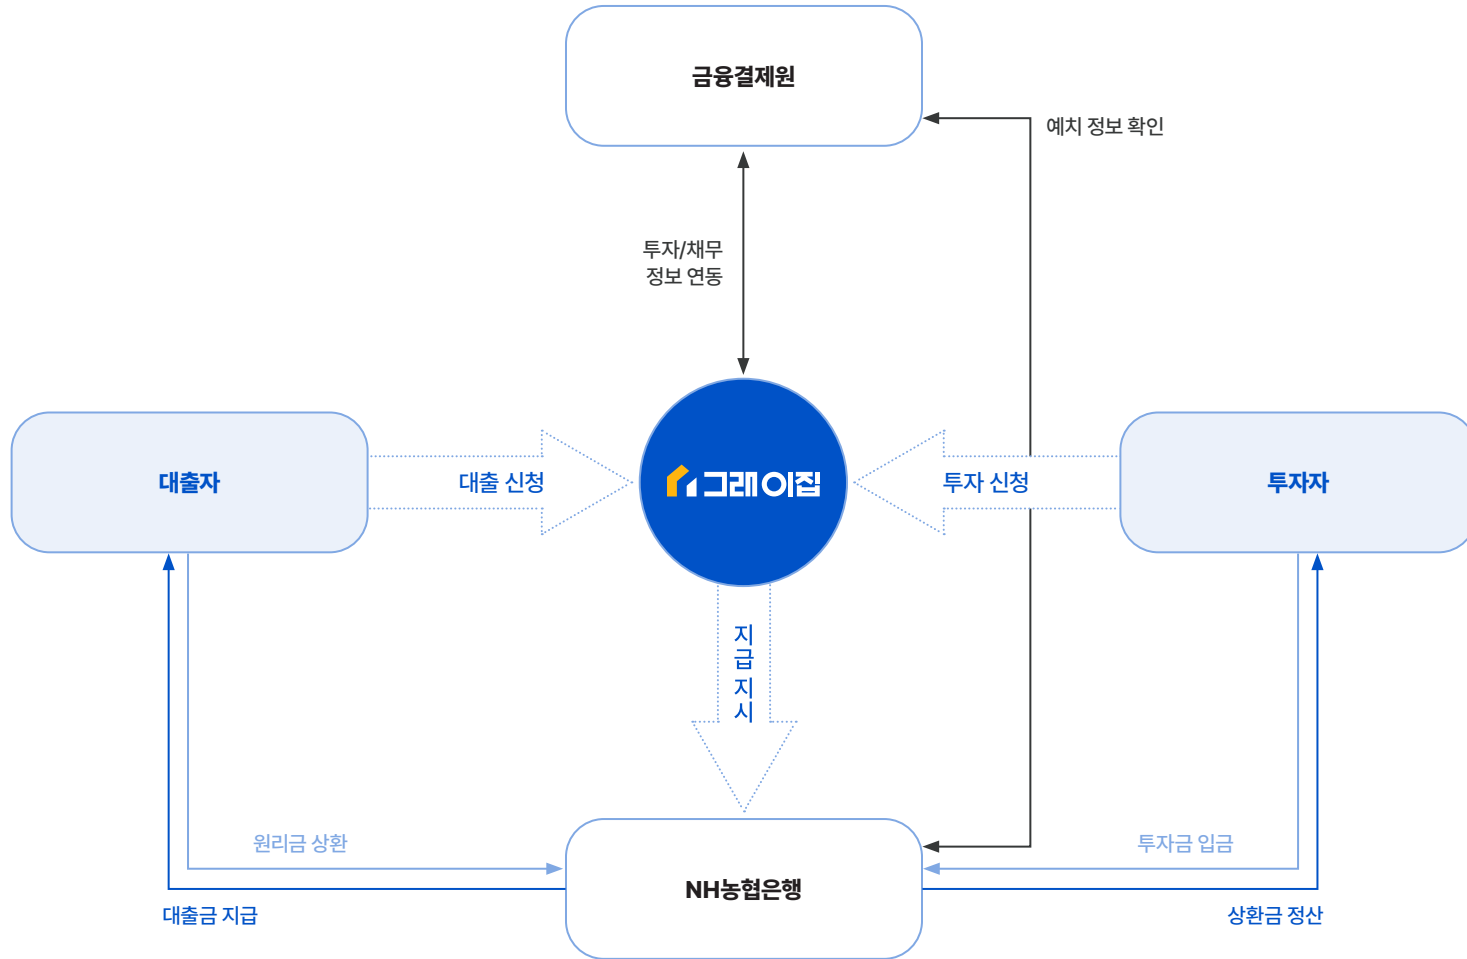 금융결제원
예치 정보 확인
투자/채무
정보 연동
대출자
대출 신청
그래이집
투자 신청
투자자
지급 지시
원리금 상환
투자금 입금
NH농협은행
대출금 지급
상환금 정산